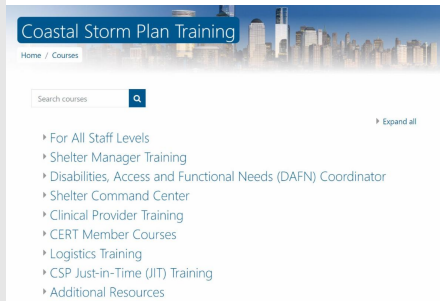 Coastal Storm Plan Training
Home / Courses
Search courses
Expand all
For All Staff Levels
Shelter Manager Training
Disabilities, Access and Functional Needs (DAFN) Coordinator
Shelter Command Center
Clinical Provider Training
CERT Member Courses
Logistics Training
CSP Just-in-Time (JIT) Training
Additional Resources